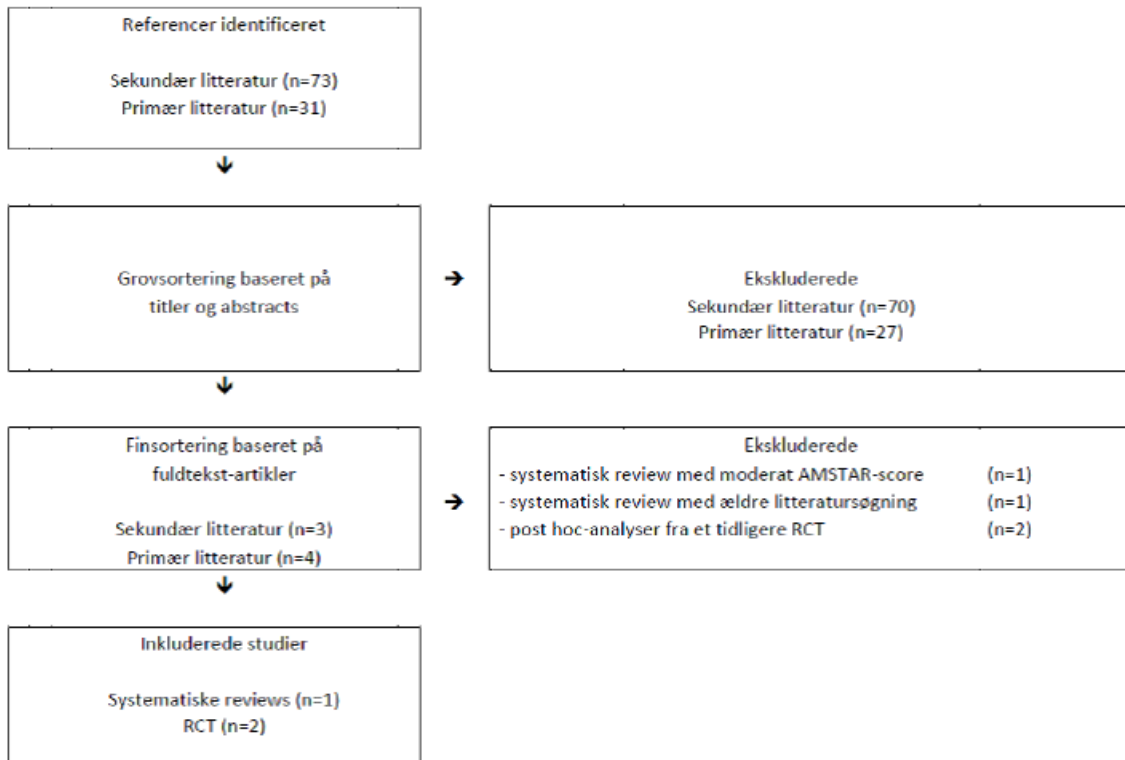 Referencer identificeret
Sekundær litteratur (n=73)
Primær litteratur (n=31)
Grovsortering baseret på
titler og abstracts
Ekskluderede
Sekundær litteratur (n=70)
Primær litteratur (n=27)
Finsortering baseret på
fuldtekst-artikler
Sekundær litteratur (n=3)
Primær litteratur (n=4)
Ekskluderede
- systematisk review med moderat AMSTAR-score (n=1)
- systematisk review med ældre litteratursøgning (n=1)
- post hoc-analyser fra et tidligere RCT (n=2)
Inkluderede studier
Systematiske reviews (n=1)
RCT (n=2)